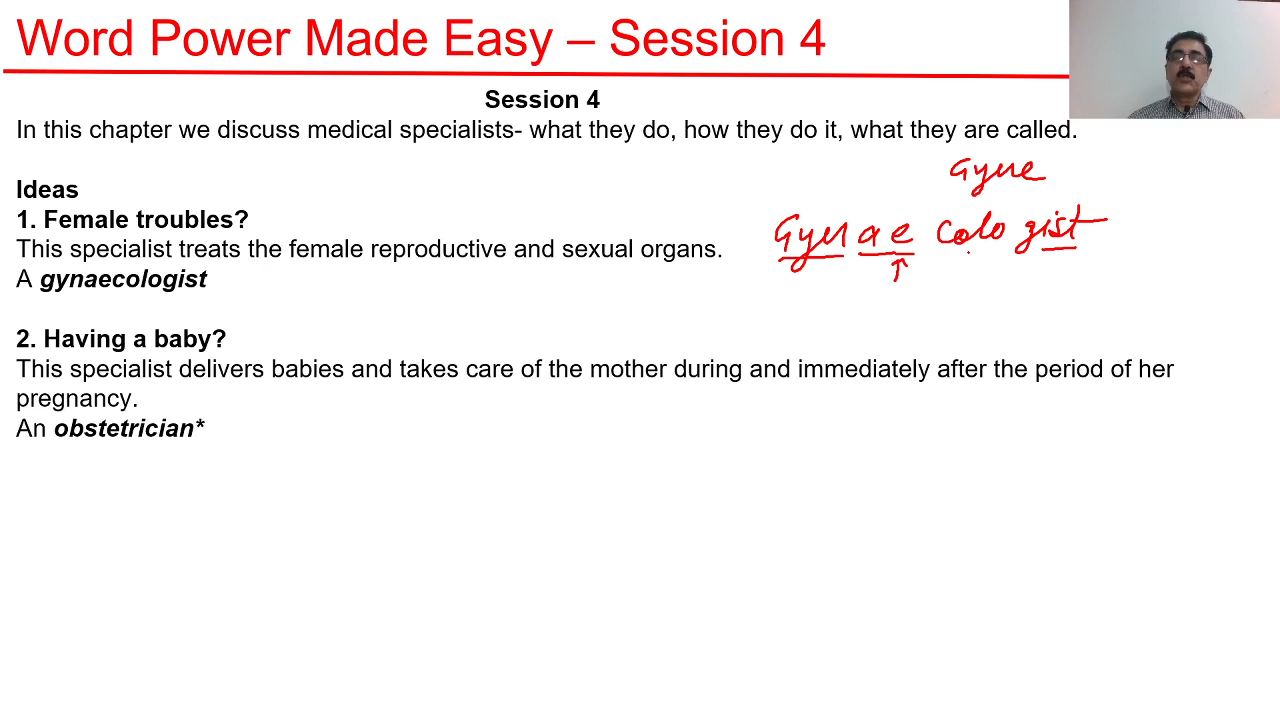 Word Power Made Easy – Session 4
Session 4
In this chapter we discuss medical specialists- what they do, how they do it, what they are called.
Gyne
Ideas
1. Female troubles?
Gynae cologist
This specialist treats the female reproductive and sexual organs.
A gynaecologist
2. Having a baby?
This specialist delivers babies and takes care of the mother during and immediately after the period of her
pregnancy.
An obstetrician*